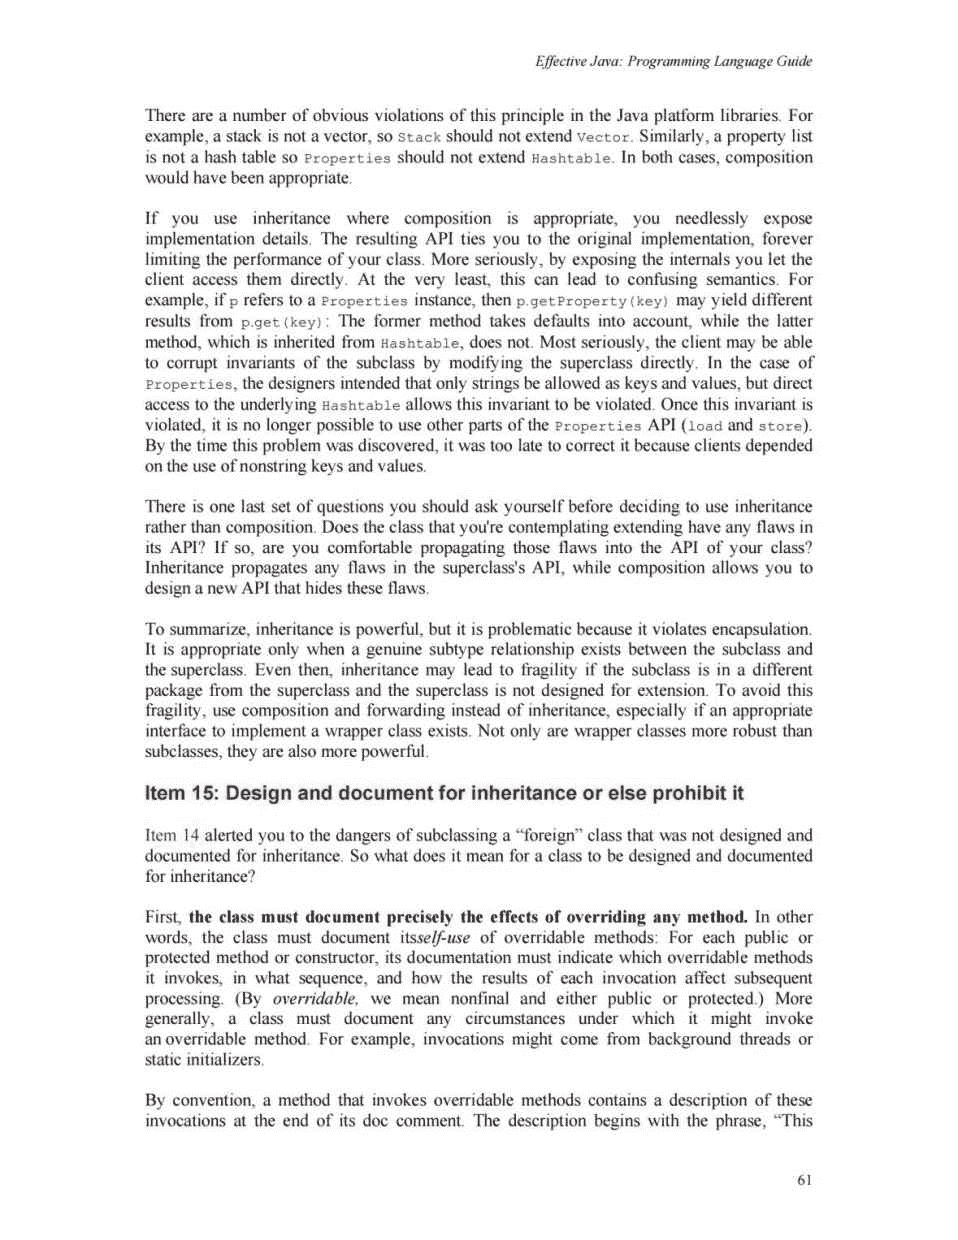 Effective Java: Programming Language Guide
There are a number of obvious violations of this principle in the Java platform libraries. For
example, a stack is not a vector, so Stack should not extend Vector. Similarly, a property list
is not a hash table so Properties should not extend Hashtable. In both cases, composition
would have been appropriate.
If you use inheritance where composition is appropriate, you needlessly expose
implementation details. The resulting API ties you to the original implementation, forever
limiting the performance of your class. More seriously, by exposing the internals you let the
client access them directly. At the very least, this can lead to confusing semantics. For
example, if p refers to a Properties instance, then p.getProperty(key) may yield different
results from p.get(key): The former method takes defaults into account, while the latter
method, which is inherited from Hashtable, does not. Most seriously, the client may be able
to corrupt invariants of the subclass by modifying the superclass directly. In the case of
Properties, the designers intended that only strings be allowed as keys and values, but direct
access to the underlying Hashtable allows this invariant to be violated. Once this invariant is
violated, it is no longer possible to use other parts of the Properties API (load and store).
By the time this problem was discovered, it was too late to correct it because clients depended
on the use of nonstring keys and values.
There is one last set of questions you should ask yourself before deciding to use inheritance
rather than composition. Does the class that you're contemplating extending have any flaws in
its API? If so, are you comfortable propagating those flaws into the API of your class?
Inheritance propagates any flaws in the superclass's API, while composition allows you to
design a new API that hides these flaws.
To summarize, inheritance is powerful, but it is problematic because it violates encapsulation.
It is appropriate only when a genuine subtype relationship exists between the subclass and
the superclass. Even then, inheritance may lead to fragility if the subclass is in a different
package from the superclass and the superclass is not designed for extension. To avoid this
fragility, use composition and forwarding instead of inheritance, especially if an appropriate
interface to implement a wrapper class exists. Not only are wrapper classes more robust than
subclasses, they are also more powerful.
Item 15: Design and document for inheritance or else prohibit it
Item 14 alerted you to the dangers of subclassing a “foreign” class that was not designed and
documented for inheritance. So what does it mean for a class to be designed and documented
for inheritance?
First, the class must document precisely the effects of overriding any method. In other
words, the class must document itsself-use of overridable methods: For each public or
protected method or constructor, its documentation must indicate which overridable methods
it invokes, in what sequence, and how the results of each invocation affect subsequent
processing. (By overridable, we mean nonfinal and either public or protected.) More
generally, a class must document any circumstances under which it might invoke
an overridable method. For example, invocations might come from background threads or
static initializers.
By convention, a method that invokes overridable methods contains a description of these
invocations at the end of its doc comment. The description begins with the phrase, “This
61